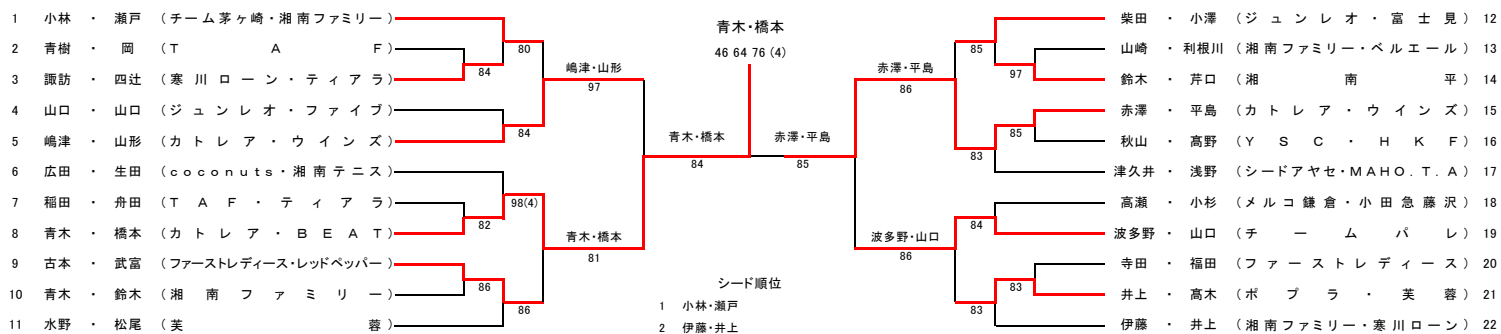 1 小林 ・ 瀬戸 (チーム茅ヶ崎・湘南ファミリー)
2 青樹 ・ 岡 (TAF)
3 諏訪 ・ 四辻 (寒川ローン・ティアラ)
4 山口 ・ 山口 (ジュンレオ・ファイブ)
5 嶋津 ・ 山形 (カトレア・ウインズ)
6 広田 ・ 生田 (coconuts・湘南テニス)
7 稲田 ・ 舟田 (TAF・ティアラ)
8 青木 ・ 橋本 (カトレア・BEAT)
9 古本 ・ 武富 (ファーストレディース・レッドペッパー)
10 青木 ・ 鈴木 (湘南ファミリー)
11 水野 ・ 松尾 (芙蓉)
80
84
84
98(4)
82
86
86
嶋津・山形
97
青木・橋本
81
青木・橋本
84
青木・橋本
46 64 76 (4)
赤澤・平島
85
赤澤・平島
86
波多野・山口
86
85
97
85
83
84
83
83
シード順位
1 小林・瀬戸
2 伊藤・井上
柴田 ・ 小澤 (ジュンレオ・富士見) 12
山崎 ・ 利根川 (湘南ファミリー・ベルエール) 13
鈴木 ・ 芹口 (湘南平) 14
赤澤 ・ 平島 (カトレア・ウインズ) 15
秋山 ・ 髙野 (YSC・HKF) 16
津久井 ・ 浅野 (シードアヤセ・MAHO.T.A) 17
高瀬 ・ 小杉 (メルコ鎌倉・小田急藤沢) 18
波多野 ・ 山口 (チームパレ) 19
寺田 ・ 福田 (ファーストレディース) 20
井上 ・ 髙木 (ポプラ・芙蓉) 21
伊藤 ・ 井上 (湘南ファミリー・寒川ローン) 22